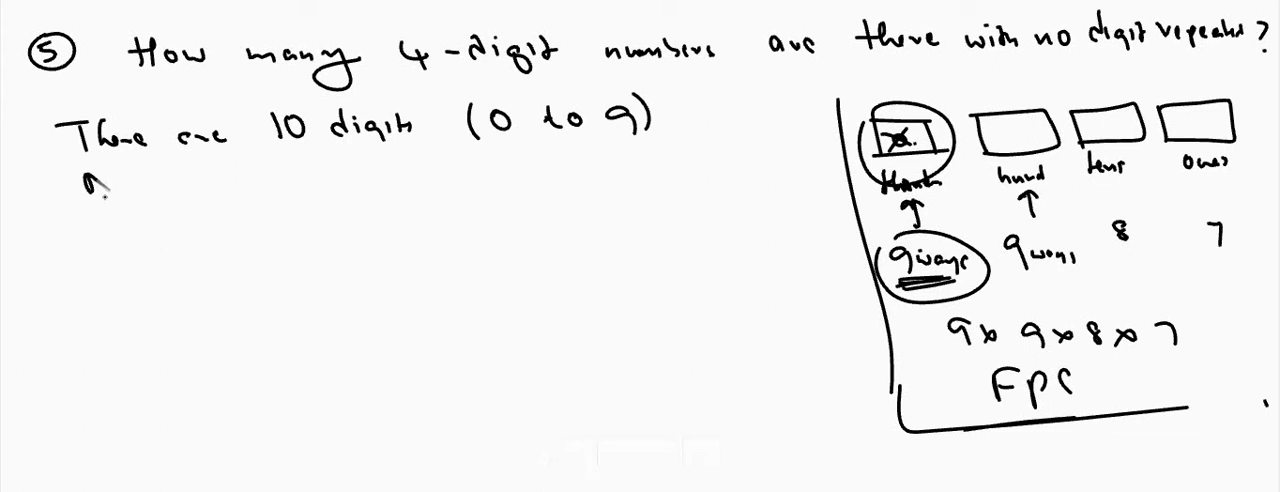 ⑤ How many 4-digit numbers are there with no digit repeats?
There are 10 digits (0 to 9)
hund tens ones
9 ways 9 ways 8 7
9 x 9 x 8 x 7
FPC